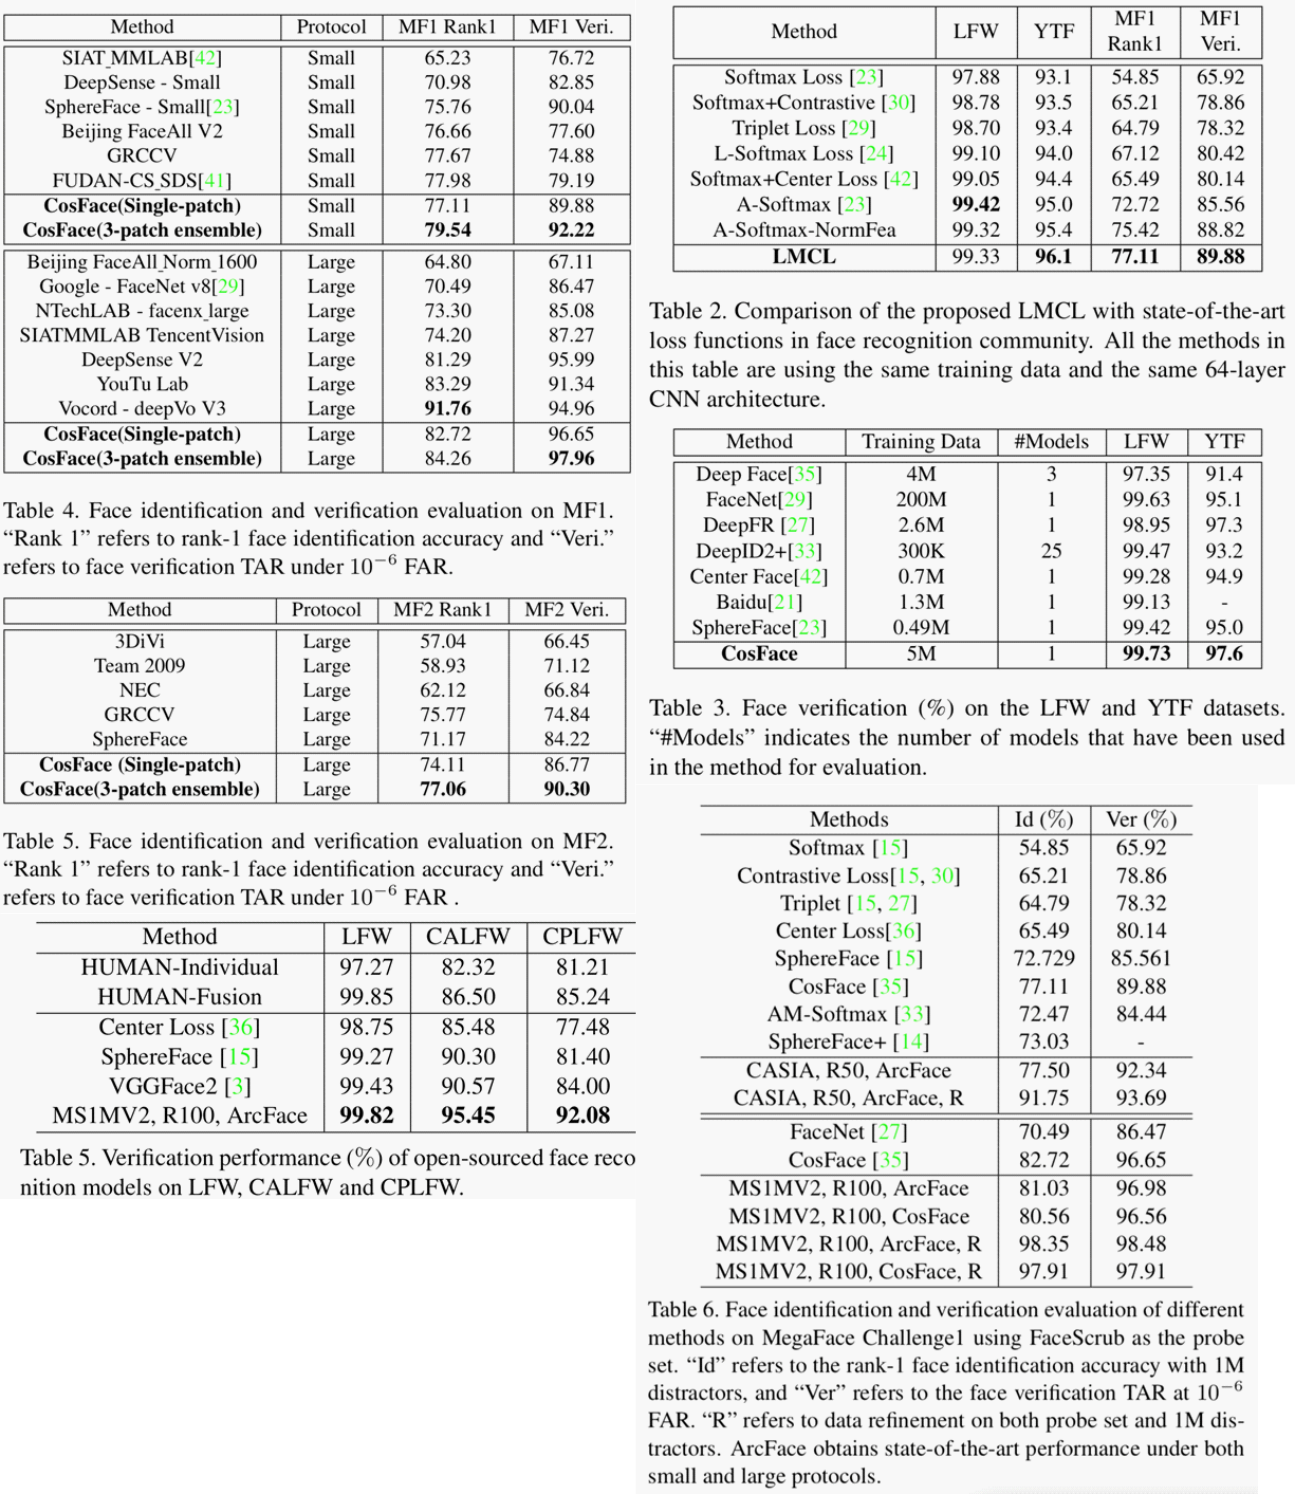 Method Protocol MF1 Rank1 MF1 Veri.
SIAT_MMLAB[42] Small 65.23 76.72
DeepSense - Small Small 70.98 82.85
SphereFace - Small[23] Small 75.76 90.04
Beijing FaceAll V2 Small 76.66 77.60
GRCCV Small 77.67 74.88
FUDAN-CS_SDS[41] Small 77.98 79.19
CosFace(Single-patch) Small 77.11 89.88
CosFace(3-patch ensemble) Small 79.54 92.22
Beijing FaceAll_Norm_1600 Large 64.80 67.11
Google - FaceNet v8[29] Large 70.49 86.47
NTechLAB - facenx_large Large 73.30 85.08
SIATMMLAB TencentVision Large 74.20 87.27
DeepSense V2 Large 81.29 95.99
YouTu Lab Large 83.29 91.34
Vocord - deepVo V3 Large 91.76 94.96
CosFace(Single-patch) Large 82.72 96.65
CosFace(3-patch ensemble) Large 84.26 97.96
Table 4. Face identification and verification evaluation on MF1.
“Rank 1” refers to rank-1 face identification accuracy and “Veri.”
refers to face verification TAR under 10⁻⁶ FAR.
Method Protocol MF2 Rank1 MF2 Veri.
3DiVi Large 57.04 66.45
Team 2009 Large 58.93 71.12
NEC Large 62.12 66.84
GRCCV Large 75.77 74.84
SphereFace Large 71.17 84.22
CosFace (Single-patch) Large 74.11 86.77
CosFace(3-patch ensemble) Large 77.06 90.30
Table 5. Face identification and verification evaluation on MF2.
“Rank 1” refers to rank-1 face identification accuracy and “Veri.”
refers to face verification TAR under 10⁻⁶ FAR .
Method LFW CALFW CPLFW
HUMAN-Individual 97.27 82.32 81.21
HUMAN-Fusion 99.85 86.50 85.24
Center Loss [36] 98.75 85.48 77.48
SphereFace [15] 99.27 90.30 81.40
VGGFace2 [3] 99.43 90.57 84.00
MS1MV2, R100, ArcFace 99.82 95.45 92.08
Table 5. Verification performance (%) of open-sourced face reco
nition models on LFW, CALFW and CPLFW.
Method LFW YTF MF1 Rank1 MF1 Veri.
Softmax Loss [23] 97.88 93.1 54.85 65.92
Softmax+Contrastive [30] 98.78 93.5 65.21 78.86
Triplet Loss [29] 98.70 93.4 64.79 78.32
L-Softmax Loss [24] 99.10 94.0 67.12 80.42
Softmax+Center Loss [42] 99.05 94.4 65.49 80.14
A-Softmax [23] 99.42 95.0 72.72 85.56
A-Softmax-NormFea 99.32 95.4 75.42 88.82
LMCL 99.33 96.1 77.11 89.88
Table 2. Comparison of the proposed LMCL with state-of-the-art
loss functions in face recognition community. All the methods in
this table are using the same training data and the same 64-layer
CNN architecture.
Method Training Data #Models LFW YTF
Deep Face[35] 4M 3 97.35 91.4
FaceNet[29] 200M 1 99.63 95.1
DeepFR [27] 2.6M 1 98.95 97.3
DeepID2+[33] 300K 25 99.47 93.2
Center Face[42] 0.7M 1 99.28 94.9
Baidu[21] 1.3M 1 99.13 -
SphereFace[23] 0.49M 1 99.42 95.0
CosFace 5M 1 99.73 97.6
Table 3. Face verification (%) on the LFW and YTF datasets.
“#Models” indicates the number of models that have been used
in the method for evaluation.
Methods Id (%) Ver (%)
Softmax [15] 54.85 65.92
Contrastive Loss[15, 30] 65.21 78.86
Triplet [15, 27] 64.79 78.32
Center Loss[36] 65.49 80.14
SphereFace [15] 72.729 85.561
CosFace [35] 77.11 89.88
AM-Softmax [33] 72.47 84.44
SphereFace+ [14] 73.03 -
CASIA, R50, ArcFace 77.50 92.34
CASIA, R50, ArcFace, R 91.75 93.69
FaceNet [27] 70.49 86.47
CosFace [35] 82.72 96.65
MS1MV2, R100, ArcFace 81.03 96.98
MS1MV2, R100, CosFace 80.56 96.56
MS1MV2, R100, ArcFace, R 98.35 98.48
MS1MV2, R100, CosFace, R 97.91 97.91
Table 6. Face identification and verification evaluation of different
methods on MegaFace Challenge1 using FaceScrub as the probe
set. “Id” refers to the rank-1 face identification accuracy with 1M
distractors, and “Ver” refers to the face verification TAR at 10⁻⁶
FAR. “R” refers to data refinement on both probe set and 1M dis-
tractors. ArcFace obtains state-of-the-art performance under both
small and large protocols.